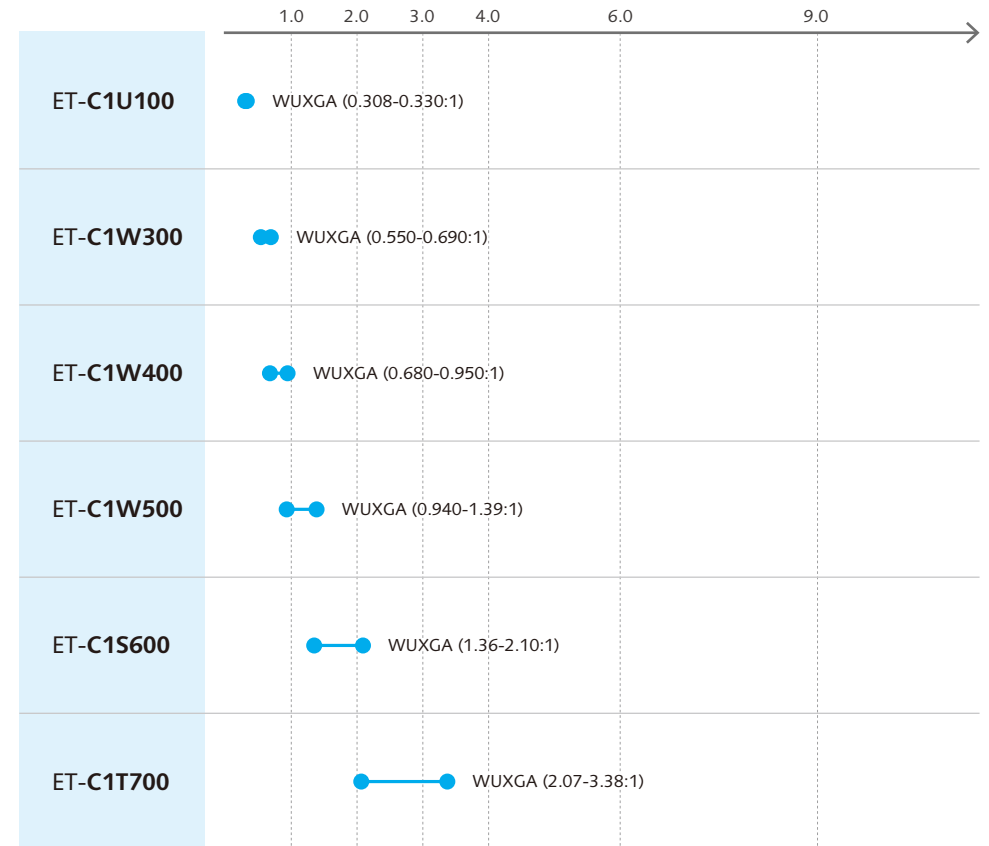 1.0 2.0 3.0 4.0 6.0 9.0
ET-C1U100 WUXGA (0.308-0.330:1)
ET-C1W300 WUXGA (0.550-0.690:1)
ET-C1W400 WUXGA (0.680-0.950:1)
ET-C1W500 WUXGA (0.940-1.39:1)
ET-C1S600 WUXGA (1.36-2.10:1)
ET-C1T700 WUXGA (2.07-3.38:1)